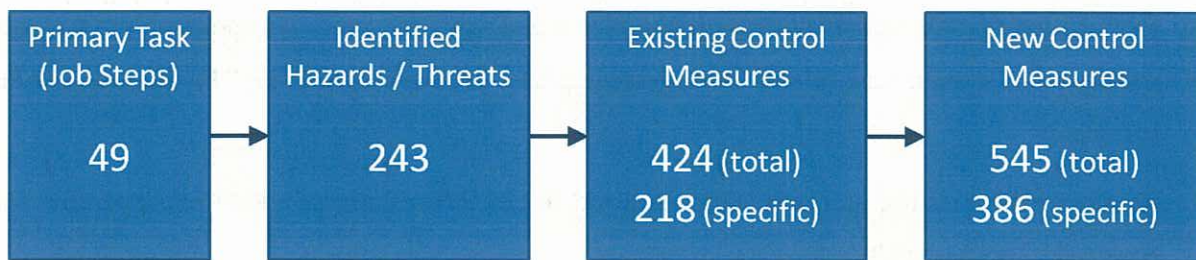 Primary Task
(Job Steps)
49
Identified
Hazards / Threats
243
Existing Control
Measures
424 (total)
218 (specific)
New Control
Measures
545 (total)
386 (specific)